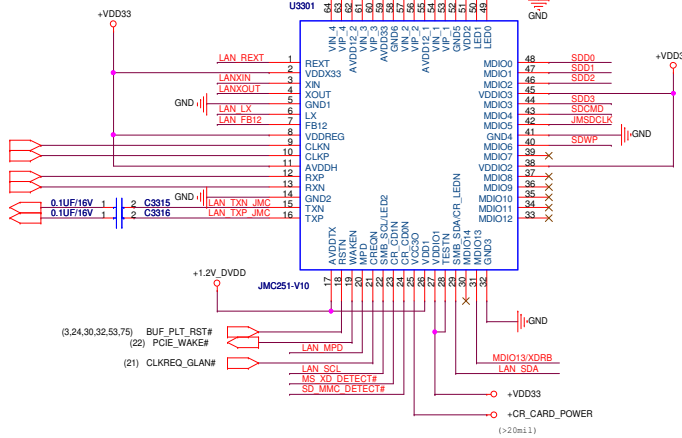 U3301
64 63 62 61 60 59 58 57 56 55 54 53 52 51 50 49
VIN_4 VIP_4 AVDD12_2 VIN_3 VIP_3 AVDD33 GND6 VIN_2 VIP_2 AVDD12_1 VIN_1 VIP_1 GND5 VDD2 LED1 LED0
GND
+VDD33
+VDD3
LAN_REXT 1 REXT MDIO0 48 SDD0
2 VDDX33 MDIO1 47 SDD1
LANXIN 3 XIN MDIO2 46 SDD2
LANXOUT 4 XOUT VDDIO3 45
GND 5 GND1 MDIO3 44 SDD3
LAN_LX 6 LX MDIO4 43 SDCMD
LAN_FB12 7 FB12 MDIO5 42 JMSDCLK
8 VDDREG GND4 41 GND
9 CLKN MDIO6 40 SDWP
10 CLKP MDIO7 39
11 AVDDH VDDIO2 38
12 RXP MDIO8 37
13 RXN MDIO9 36
GND 14 GND2 MDIO10 35
0.1UF/16V 1 2 C3315 LAN_TXN_JMC 15 TXN MDIO11 34
0.1UF/16V 1 2 C3316 LAN_TXP_JMC 16 TXP MDIO12 33
AVDDTX RSTN WAKEN MPD CREQN SMB_SCL/LED2 CR_CD1N CR_CD0N VCC3O VDD1 VDDIO1 TESTN SMB_SDA/CR_LEDN MDIO14 MDIO13 GND3
17 18 19 20 21 22 23 24 25 26 27 28 29 30 31 32
+1.2V_DVDD
JMC251-V10
GND
(3,24,30,32,53,75) BUF_PLT_RST#
(22) PCIE_WAKE#
LAN_MPD
(21) CLKREQ_GLAN#
MDIO13/XDRB
LAN_SCL
LAN_SDA
MS_XD_DETECT#
SD_MMC_DETECT#
+VDD33
+CR_CARD_POWER
(>20mil)